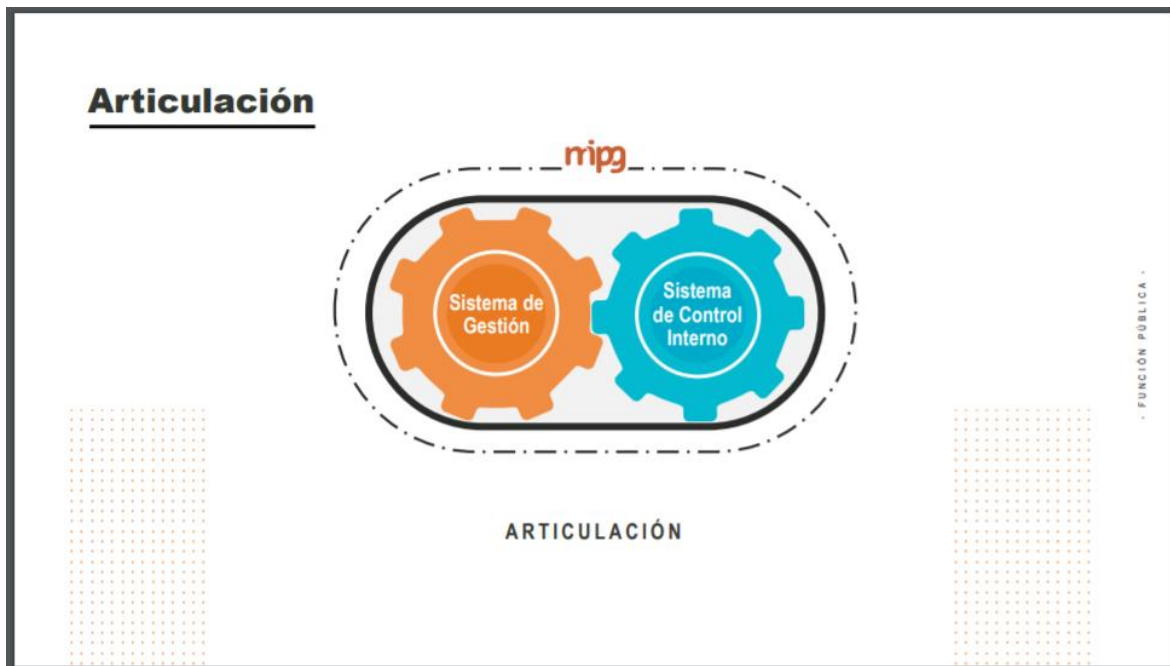 Articulación
mipg
Sistema de
Gestión
Sistema
de Control
Interno
ARTICULACIÓN
- FUNCIÓN PÚBLICA -